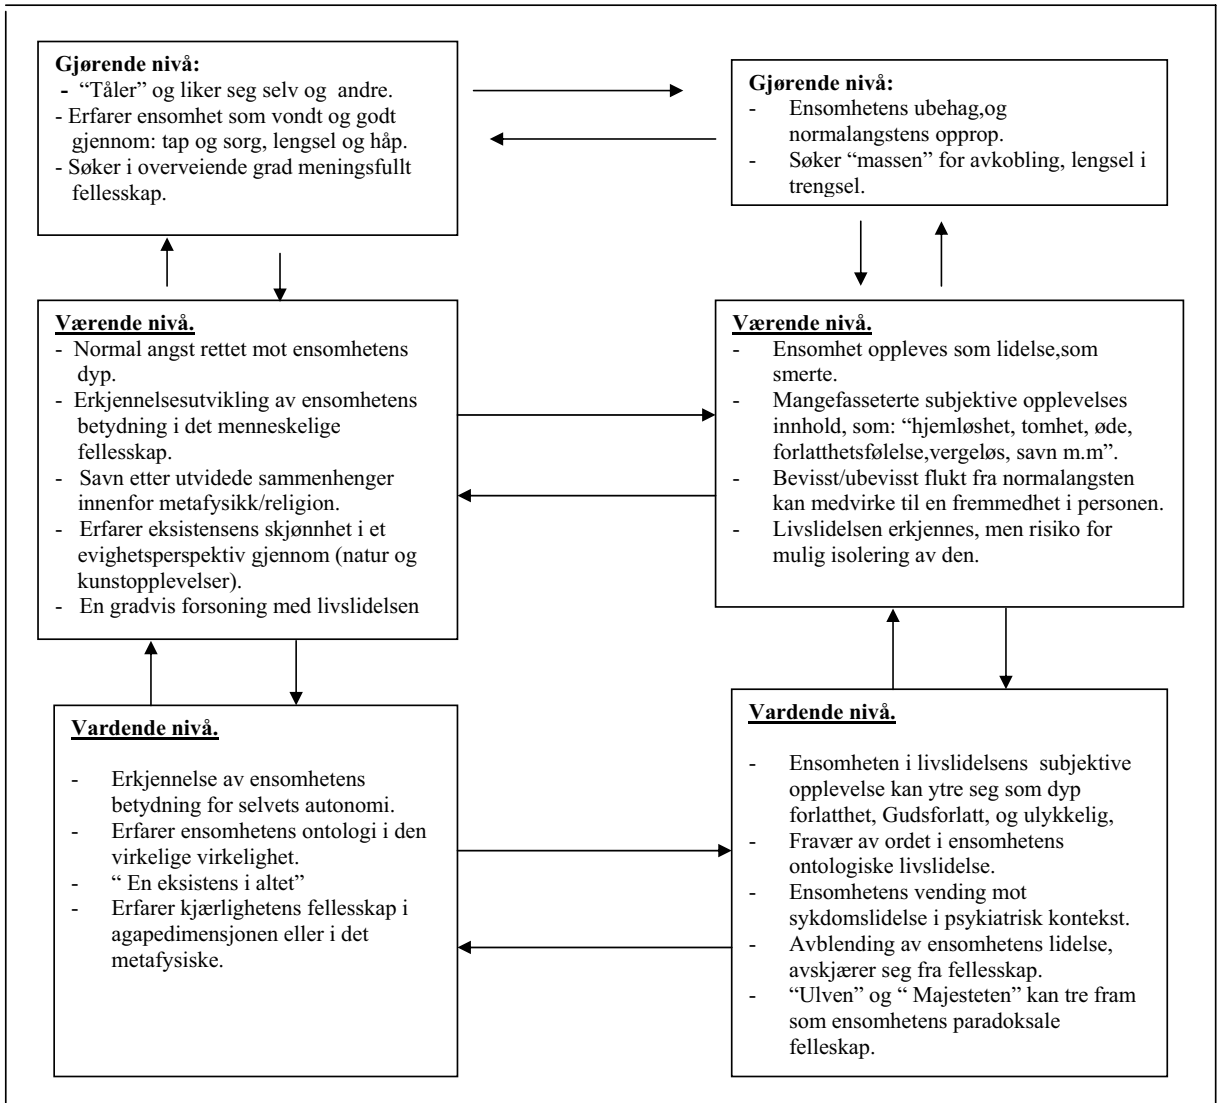 Gjørende nivå:
- “Tåler” og liker seg selv og andre.
- Erfarer ensomhet som vondt og godt
gjennom: tap og sorg, lengsel og håp.
- Søker i overveiende grad meningsfullt
fellesskap.
Gjørende nivå:
- Ensomhetens ubehag,og
normalangstens opprop.
- Søker “massen” for avkobling, lengsel i
trengsel.
Værende nivå.
- Normal angst rettet mot ensomhetens
dyp.
- Erkjennelsesutvikling av ensomhetens
betydning i det menneskelige
fellesskap.
- Savn etter utvidede sammenhenger
innenfor metafysikk/religion.
- Erfarer eksistensens skjønnhet i et
evighetsperspektiv gjennom (natur og
kunstopplevelser).
- En gradvis forsoning med livslidelsen
Værende nivå.
- Ensomhet oppleves som lidelse,som
smerte.
- Mangefasseterte subjektive opplevelses
innhold, som: “hjemløshet, tomhet, øde,
forlatthetsfølelse,vergeløs, savn m.m”.
- Bevisst/ubevisst flukt fra normalangsten
kan medvirke til en fremmedhet i personen.
- Livslidelsen erkjennes, men risiko for
mulig isolering av den.
Vardende nivå.
- Erkjennelse av ensomhetens
betydning for selvets autonomi.
- Erfarer ensomhetens ontologi i den
virkelige virkelighet.
- “ En eksistens i altet”
- Erfarer kjærlighetens fellesskap i
agapedimensjonen eller i det
metafysiske.
Vardende nivå.
- Ensomheten i livslidelsens subjektive
opplevelse kan ytre seg som dyp
forlatthet, Gudsforlatt, og ulykkelig,
- Fravær av ordet i ensomhetens
ontologiske livslidelse.
- Ensomhetens vending mot
sykdomslidelse i psykiatrisk kontekst.
- Avblending av ensomhetens lidelse,
avskjærer seg fra fellesskap.
- “Ulven” og “ Majesteten” kan tre fram
som ensomhetens paradoksale
felleskap.